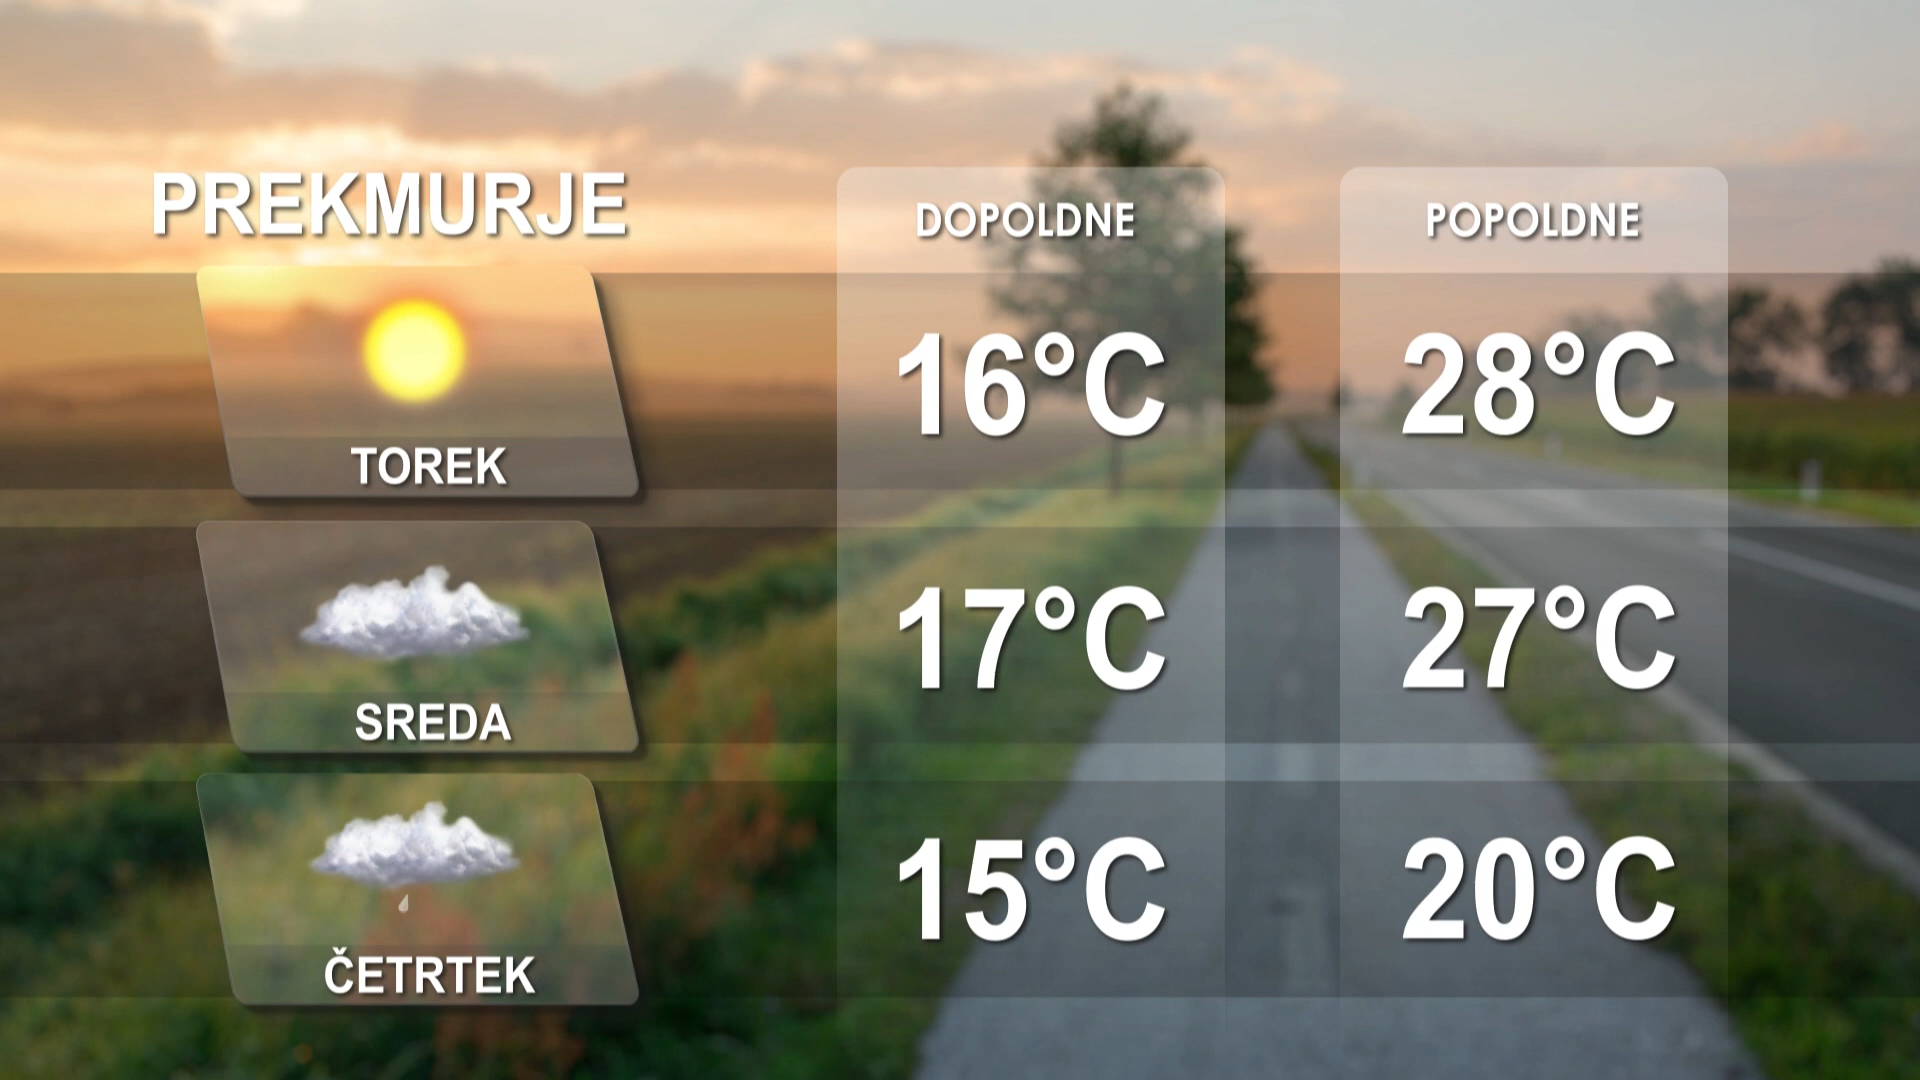 PREKMURJE
DOPOLDNE
POPOLDNE
TOREK
16°C
28°C
SREDA
17°C
27°C
ČETRTEK
15°C
20°C